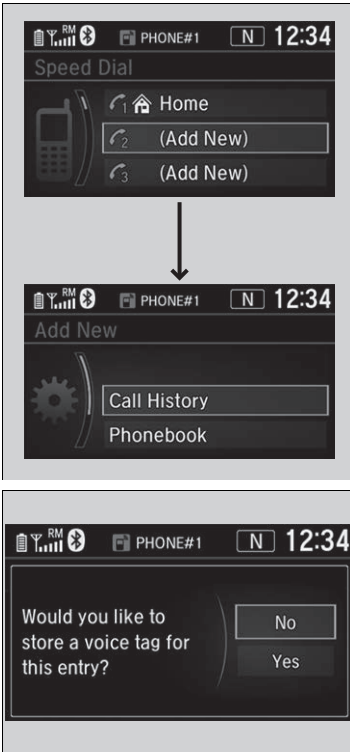 RM PHONE#1 N 12:34
Speed Dial
1 Home
2 (Add New)
3 (Add New)
RM PHONE#1 N 12:34
Add New
Call History
Phonebook
RM PHONE#1 N 12:34
Would you like to
store a voice tag for
this entry?
No
Yes